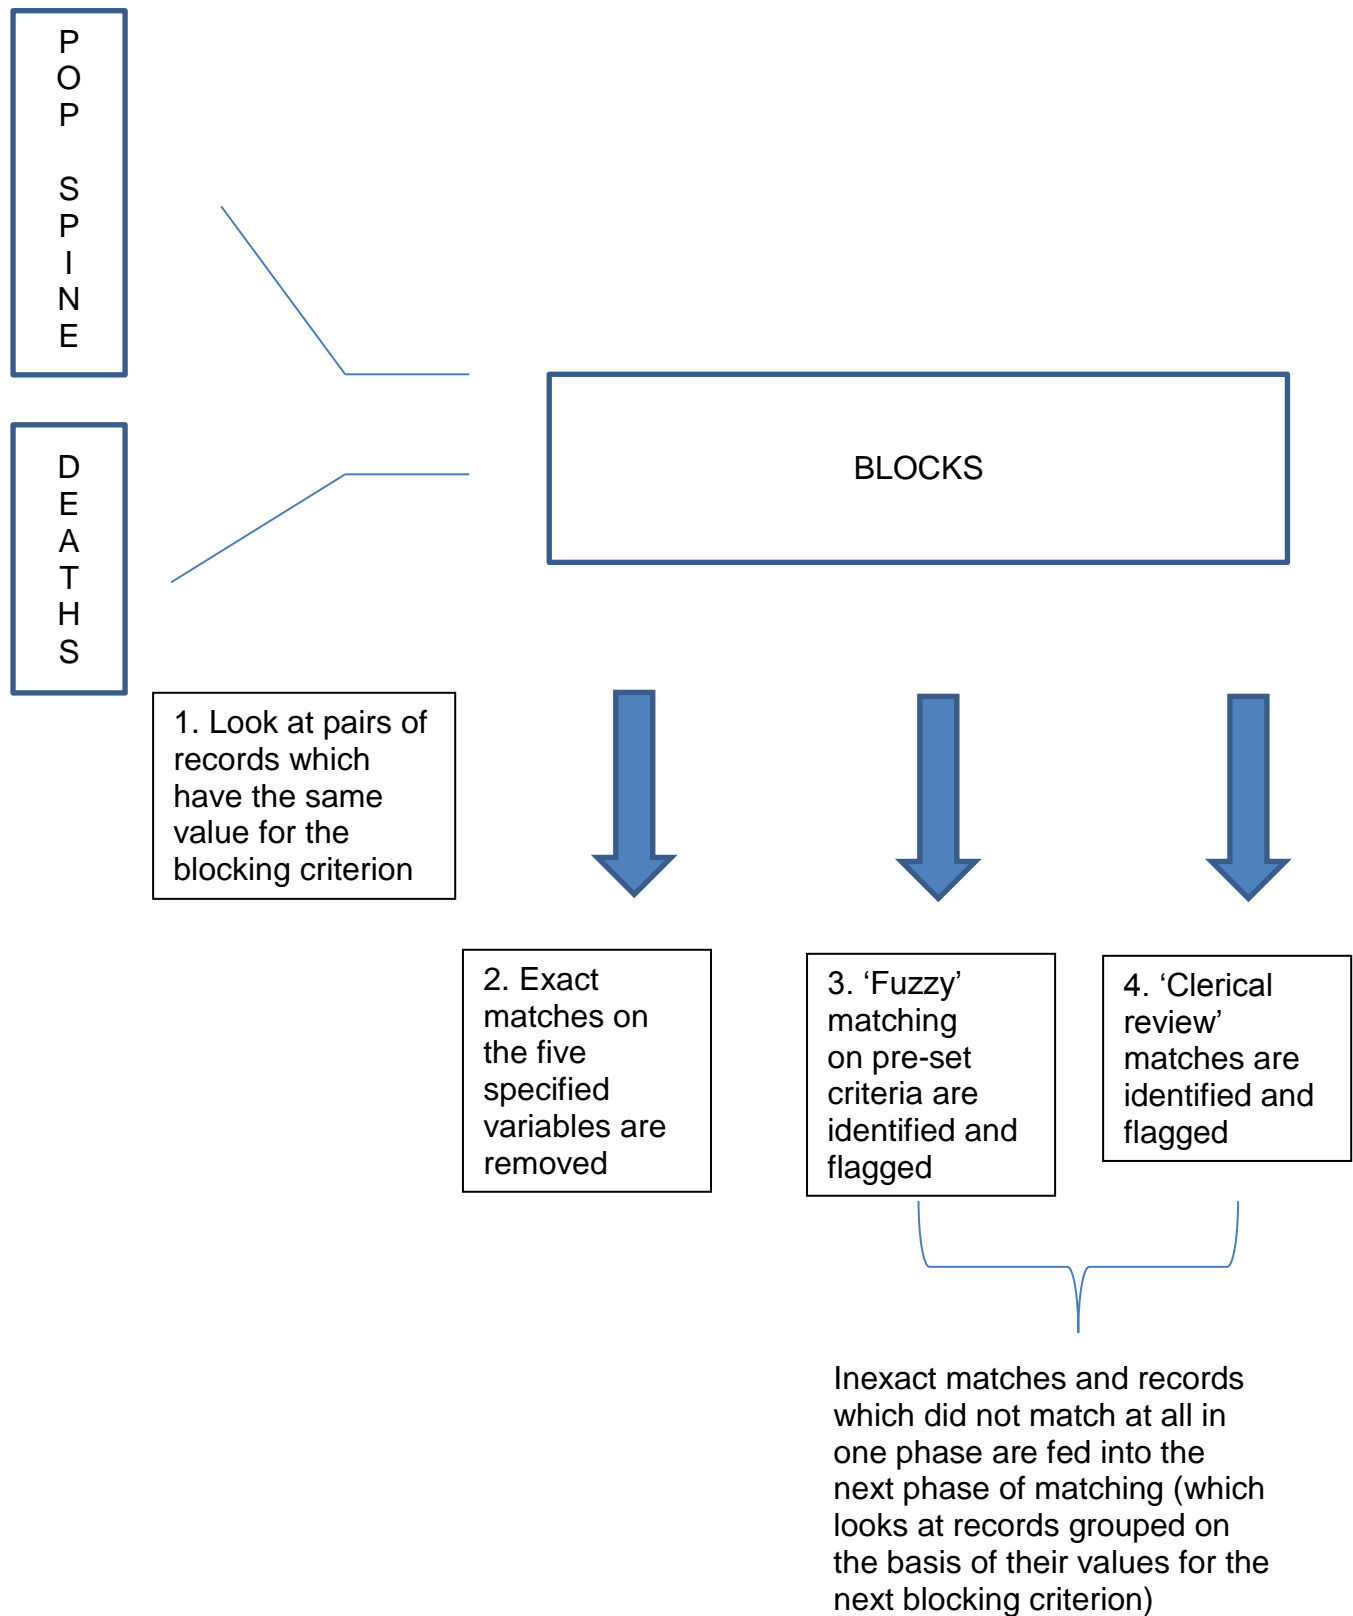 P
O
P
S
P
I
N
E
D
E
A
T
H
S
BLOCKS
1. Look at pairs of
records which
have the same
value for the
blocking criterion
2. Exact
matches on
the five
specified
variables are
removed
3. ‘Fuzzy’
matching
on pre-set
criteria are
identified and
flagged
4. ‘Clerical
review’
matches are
identified and
flagged
Inexact matches and records
which did not match at all in
one phase are fed into the
next phase of matching (which
looks at records grouped on
the basis of their values for the
next blocking criterion)